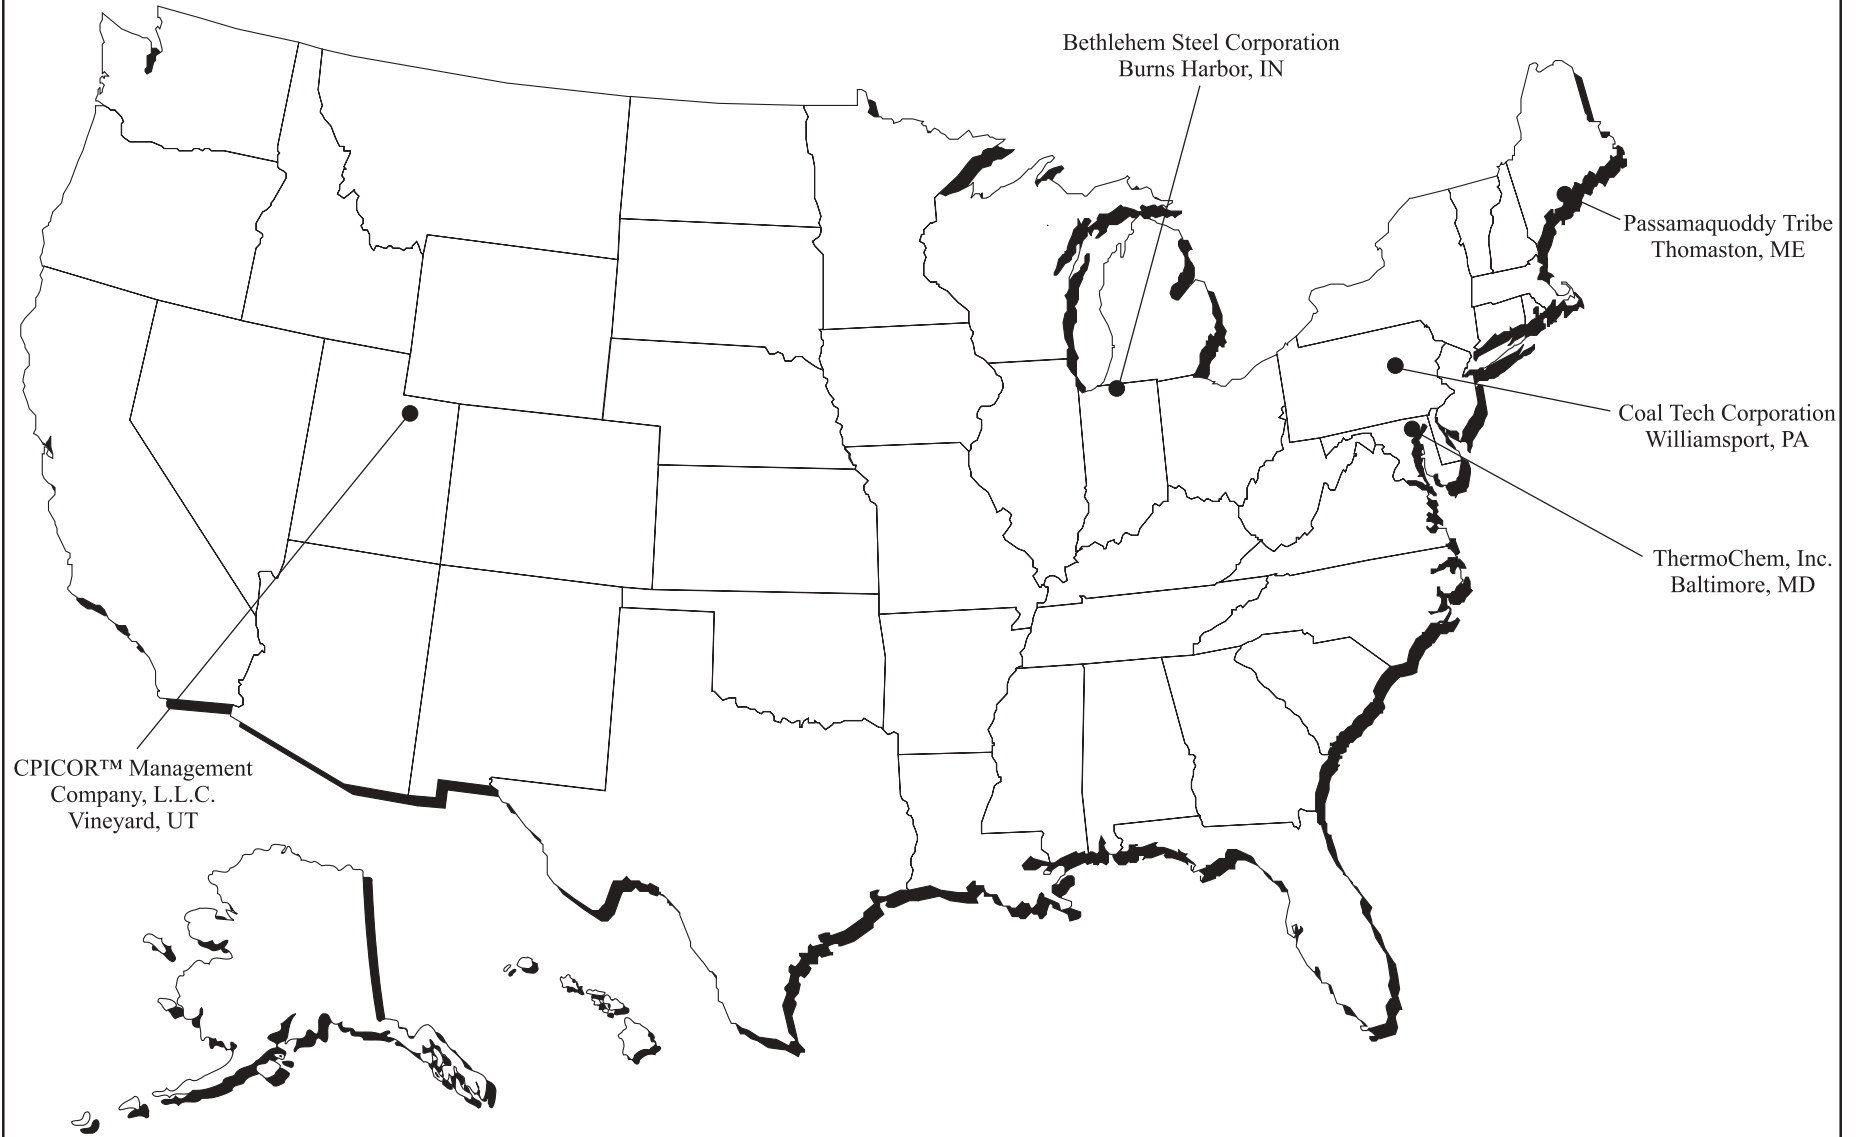 Bethlehem Steel Corporation
Burns Harbor, IN
Passamaquoddy Tribe
Thomaston, ME
Coal Tech Corporation
Williamsport, PA
ThermoChem, Inc.
Baltimore, MD
CPICOR™ Management
Company, L.L.C.
Vineyard, UT